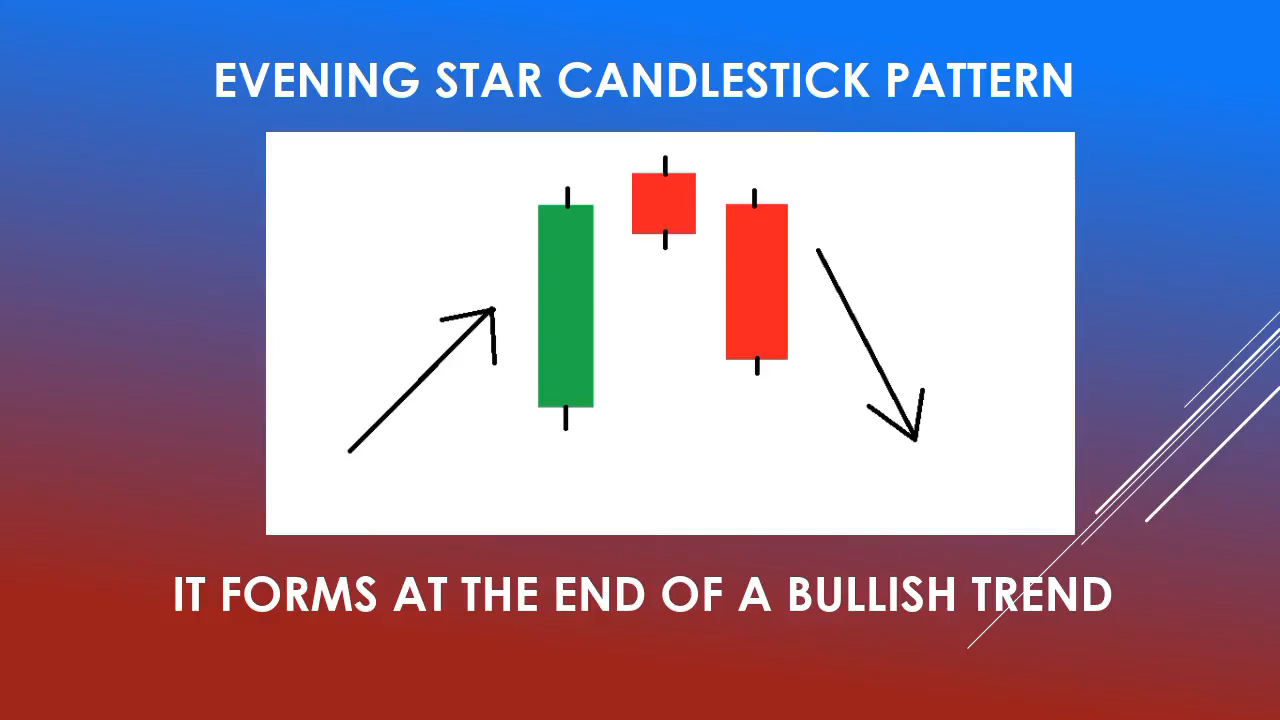 EVENING STAR CANDLESTICK PATTERN
IT FORMS AT THE END OF A BULLISH TREND